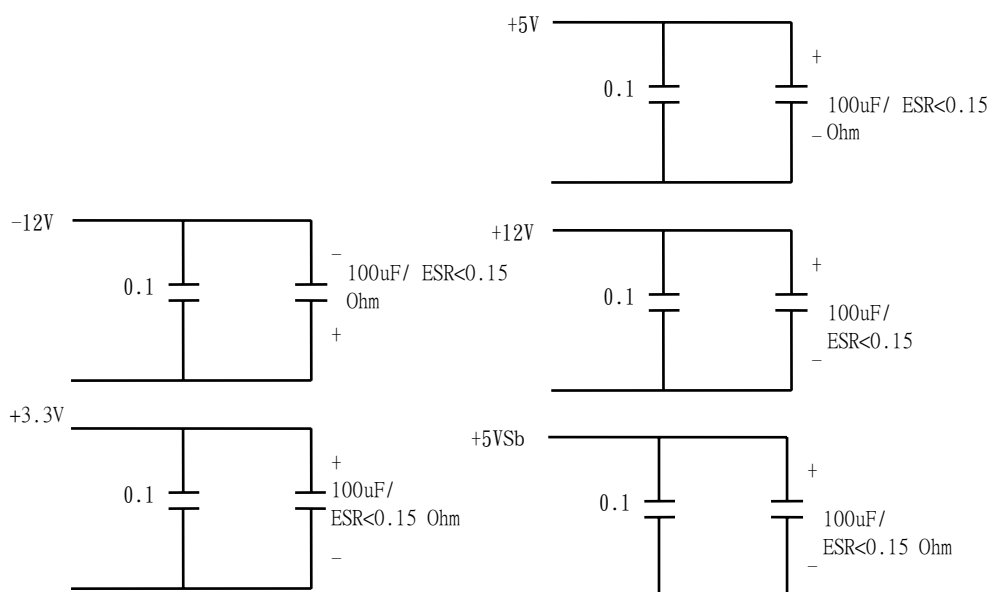 +5V
+
0.1
100uF/ ESR<0.15
Ohm
−
-12V
−
0.1
100uF/ ESR<0.15
Ohm
+
+12V
+
0.1
100uF/
ESR<0.15
−
+3.3V
+
0.1
100uF/
ESR<0.15 Ohm
−
+5VSb
+
0.1
100uF/
ESR<0.15 Ohm
−